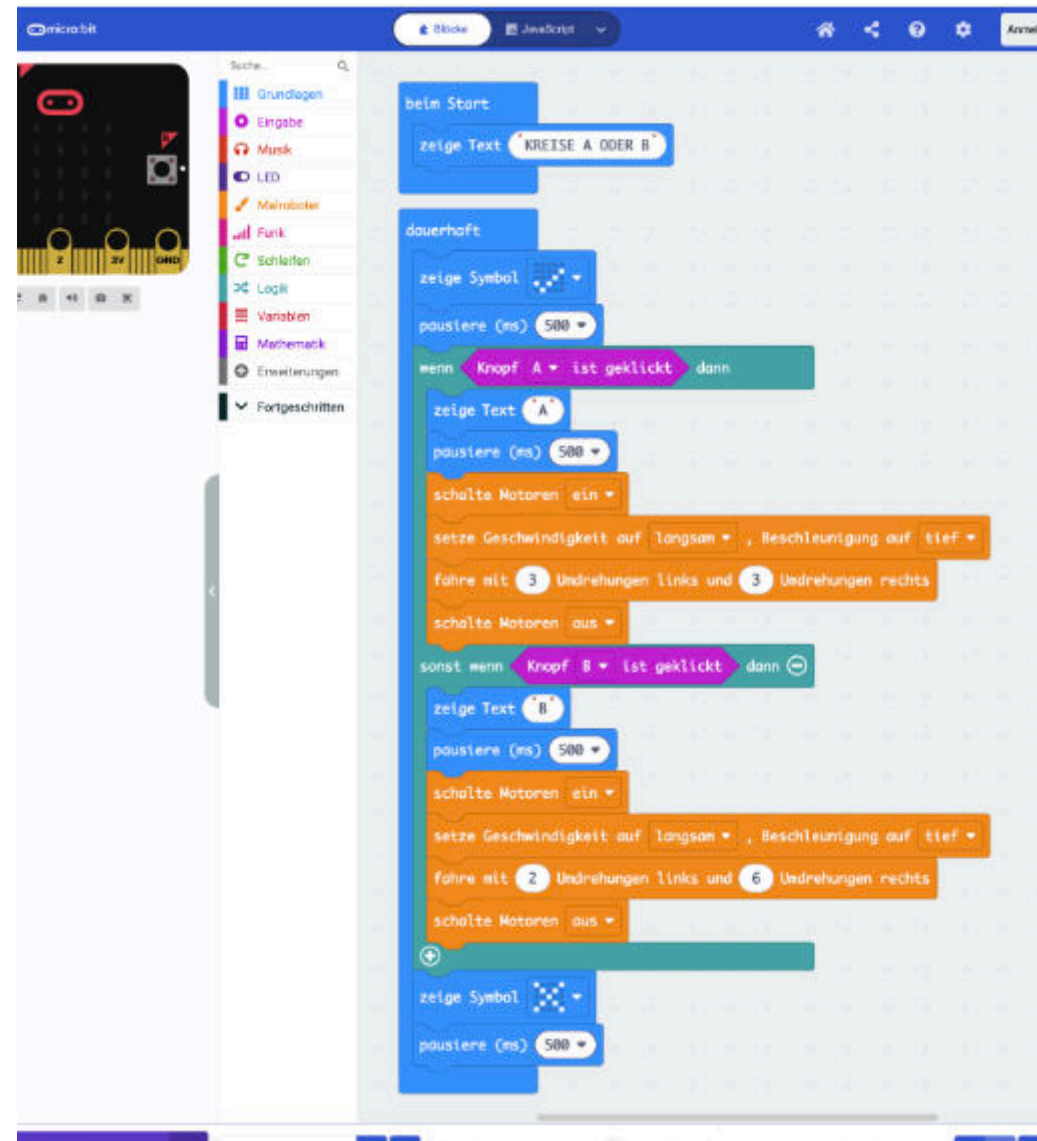 micro:bit
Blöcke
JavaScript
Anmel
Suche...
Grundlagen
Eingabe
Musik
LED
Mairoboter
Funk
Schleifen
Logik
Variablen
Mathematik
Erweiterungen
Fortgeschritten
2 3V GND
beim Start
zeige Text "KREISE A ODER B"
dauerhaft
zeige Symbol
pausiere (ms) 500
wenn Knopf A ist geklickt dann
zeige Text "A"
pausiere (ms) 500
schalte Motoren ein
setze Geschwindigkeit auf langsam , Beschleunigung auf tief
fahre mit 3 Umdrehungen links und 3 Umdrehungen rechts
schalte Motoren aus
sonst wenn Knopf B ist geklickt dann
zeige Text "B"
pausiere (ms) 500
schalte Motoren ein
setze Geschwindigkeit auf langsam , Beschleunigung auf tief
fahre mit 2 Umdrehungen links und 6 Umdrehungen rechts
schalte Motoren aus
zeige Symbol
pausiere (ms) 500